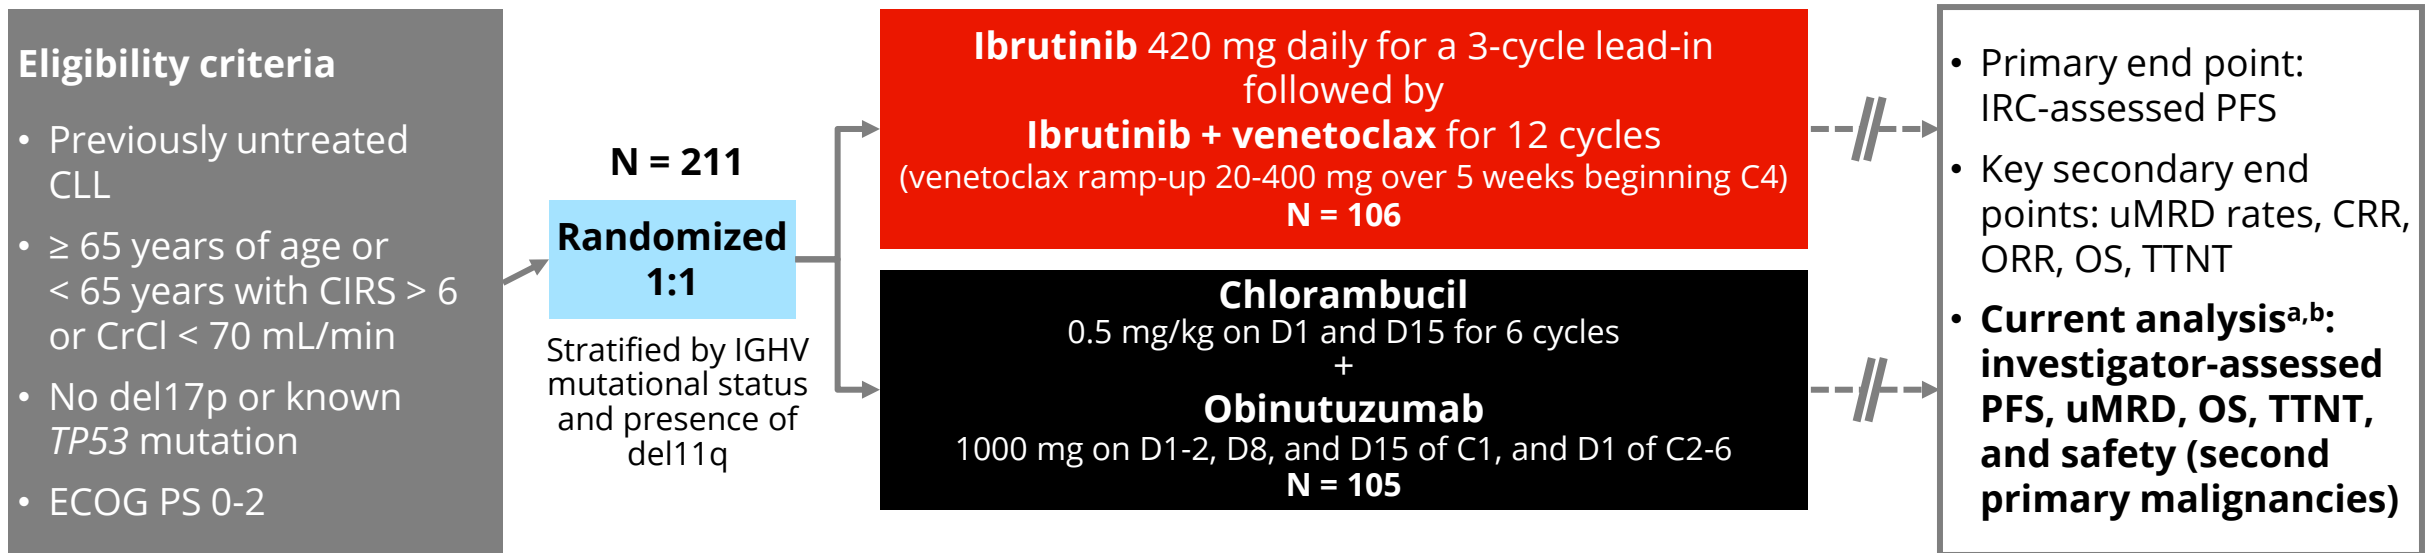 Eligibility criteria
• Previously untreated
CLL
• ≥ 65 years of age or
< 65 years with CIRS > 6
or CrCl < 70 mL/min
• No del17p or known
TP53 mutation
• ECOG PS 0-2
N = 211
Randomized
1:1
Stratified by IGHV
mutational status
and presence of
del11q
Ibrutinib 420 mg daily for a 3-cycle lead-in
followed by
Ibrutinib + venetoclax for 12 cycles
(venetoclax ramp-up 20-400 mg over 5 weeks beginning C4)
N = 106
Chlorambucil
0.5 mg/kg on D1 and D15 for 6 cycles
+
Obinutuzumab
1000 mg on D1-2, D8, and D15 of C1, and D1 of C2-6
N = 105
• Primary end point:
IRC-assessed PFS
• Key secondary end
points: uMRD rates, CRR,
ORR, OS, TTNT
• Current analysisa,b:
investigator-assessed
PFS, uMRD, OS, TTNT,
and safety (second
primary malignancies)